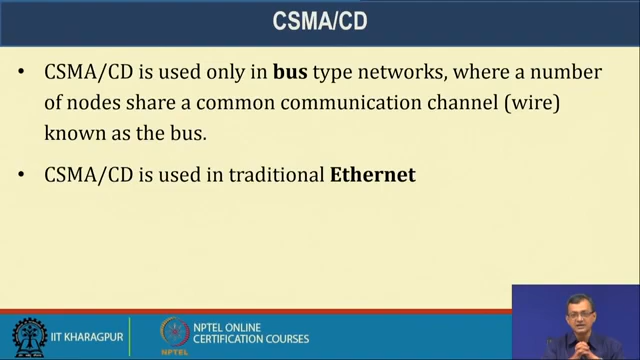 CSMA/CD
• CSMA/CD is used only in bus type networks, where a number
of nodes share a common communication channel (wire)
known as the bus.
• CSMA/CD is used in traditional Ethernet
IIT KHARAGPUR
NPTEL
NPTEL ONLINE
CERTIFICATION COURSES